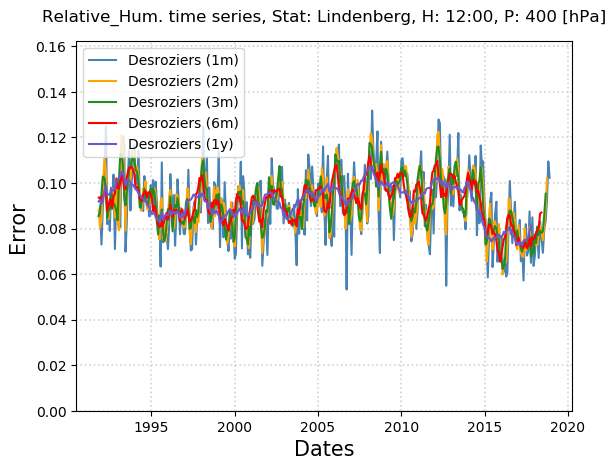 Relative_Hum. time series, Stat: Lindenberg, H: 12:00, P: 400 [hPa]
0.16
Desroziers (1m)
Desroziers (2m)
Desroziers (3m)
Desroziers (6m)
Desroziers (1y)
0.14
0.12
0.10
0.08
0.06
0.04
0.02
0.00
Error
1995
2000
2005
2010
2015
2020
Dates